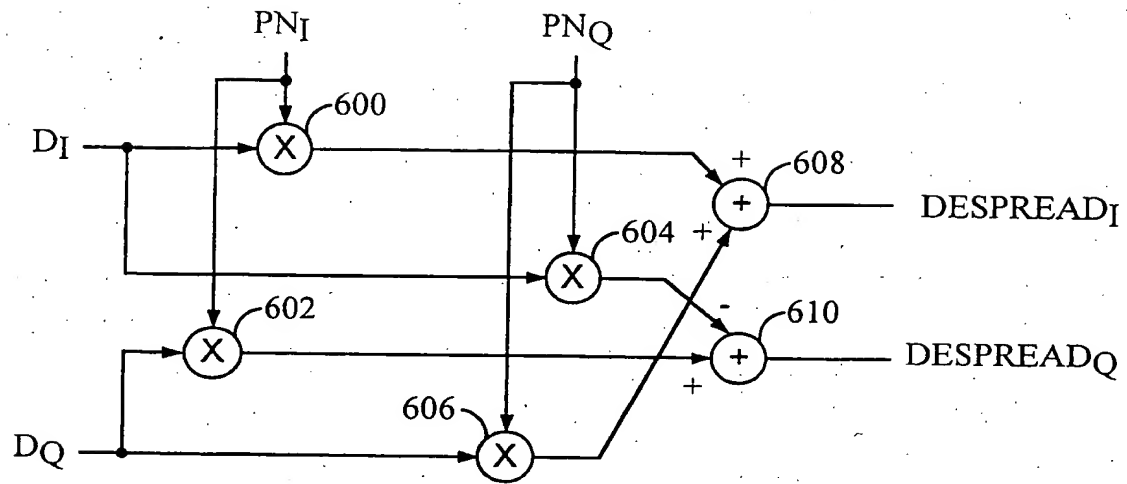 PNI PNQ
600
DI
X
+
608
+
DESPREADI
+
604
X
602
-
610
X
+
DESPREADQ
+
606
DQ
X